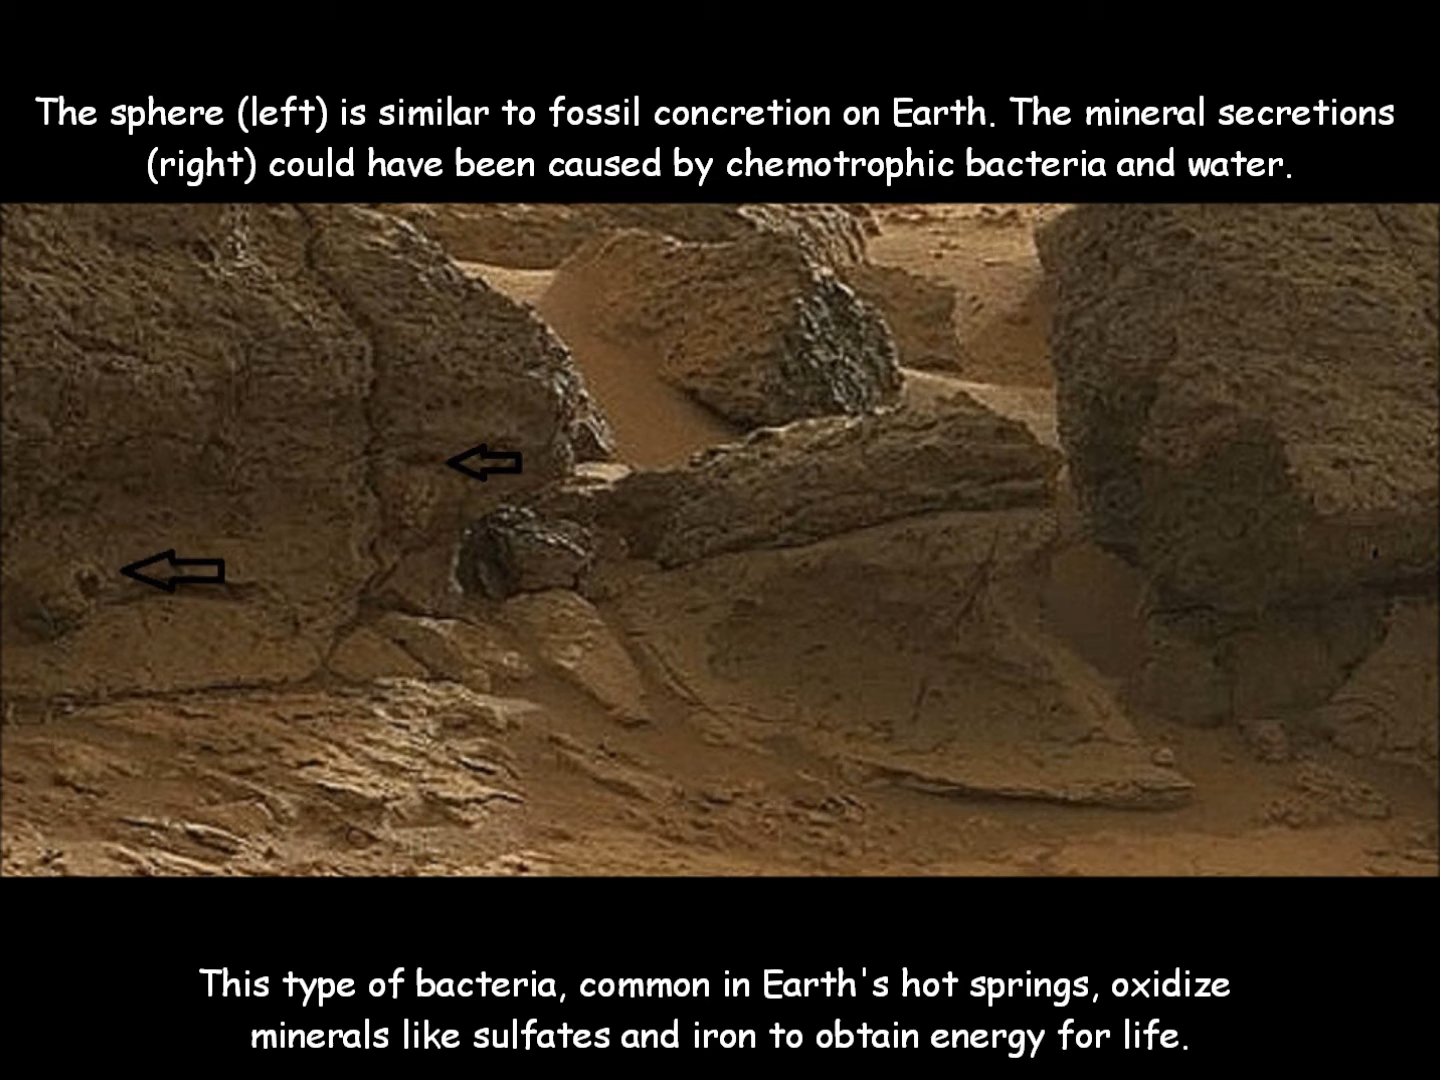 The sphere (left) is similar to fossil concretion on Earth. The mineral secretions
(right) could have been caused by chemotrophic bacteria and water.
This type of bacteria, common in Earth's hot springs, oxidize
minerals like sulfates and iron to obtain energy for life.